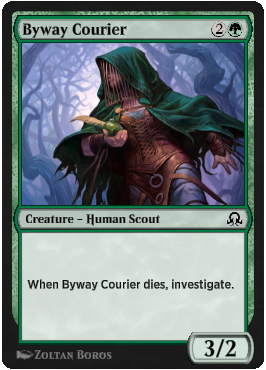 Byway Courier 2
Creature – Human Scout
When Byway Courier dies, investigate.
3/2
Zoltan Boros